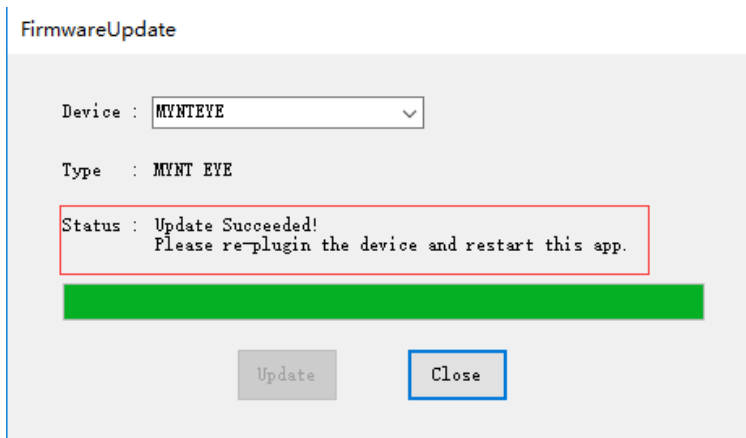 FirmwareUpdate
Device : MYNTEYE
Type : MYNT EYE
Status : Update Succeeded!
Please re-plugin the device and restart this app.
Update
Close